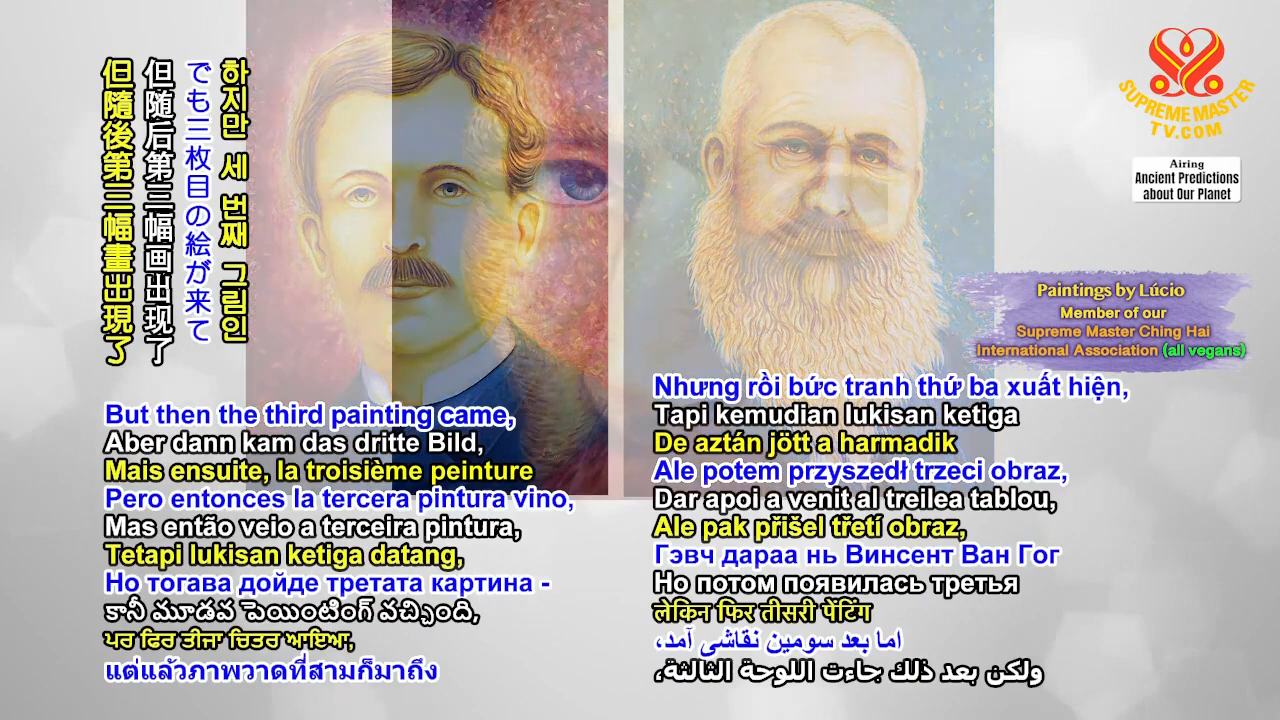 하지만 세 번째 그림인
でも三枚目の絵が来て
但随后第三幅画出现了
但隨後第三幅畫出現了
But then the third painting came,
Aber dann kam das dritte Bild,
Mais ensuite, la troisième peinture
Pero entonces la tercera pintura vino,
Mas então veio a terceira pintura,
Tetapi lukisan ketiga datang,
Но тогава дойде третата картина -
కానీ మూడవ పెయింటింగ్ వచ్చింది,
ਪਰ ਫਿਰ ਤੀਜਾ ਚਿਤਰ ਆਇਆ,
แต่แล้วภาพวาดที่สามก็มาถึง
Nhưng rồi bức tranh thứ ba xuất hiện,
Tapi kemudian lukisan ketiga
De aztán jött a harmadik
Ale potem przyszedł trzeci obraz,
Dar apoi a venit al treilea tablou,
Ale pak přišel třetí obraz,
Гэвч дараа нь Винсент Ван Гог
Но потом появилась третья
लेकिन फिर तीसरी पेंटिंग
اما بعد سومین نقاشی آمد،
ولكن بعد ذلك جاءت اللوحة الثالثة،
SUPREME MASTER
TV.COM
Airing
Ancient Predictions
about Our Planet
Paintings by Lúcio
Member of our
Supreme Master Ching Hai
International Association (all vegans)